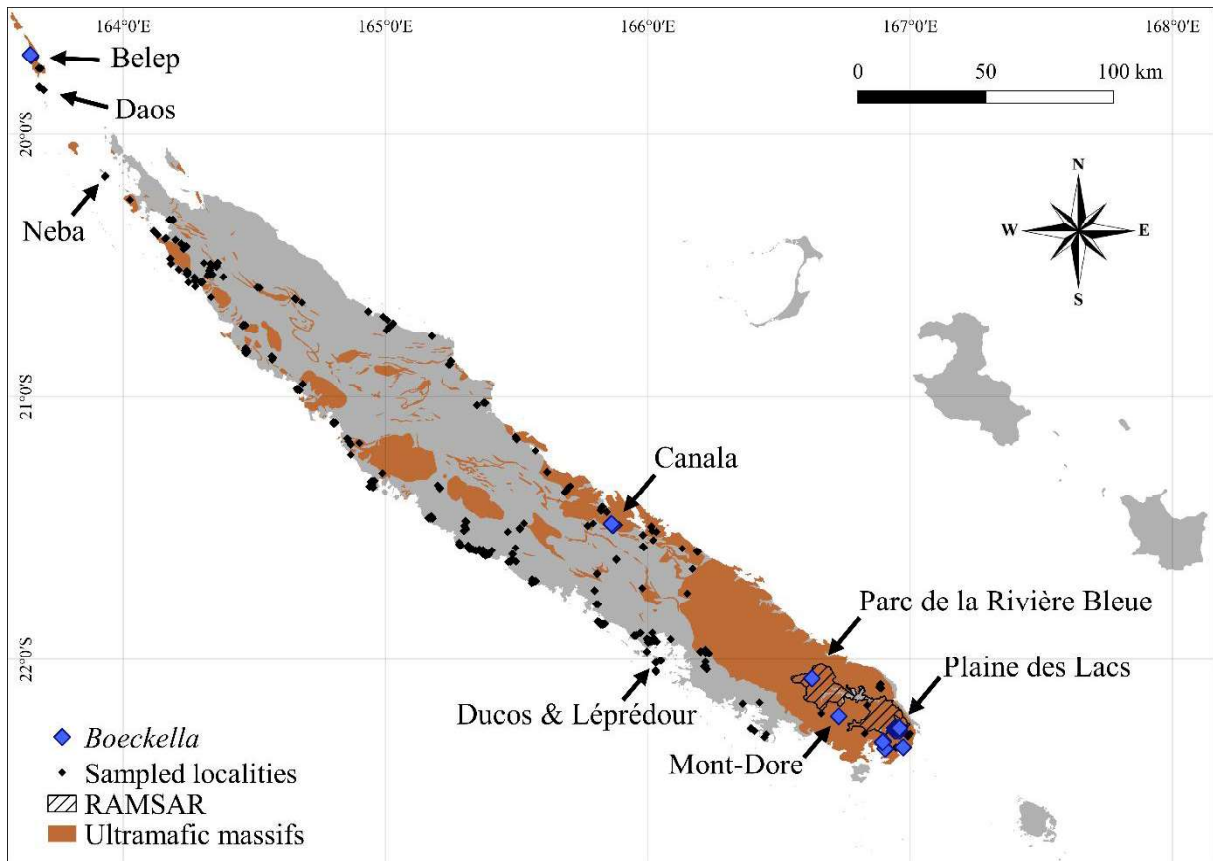 164°0'E 165°0'E 166°0'E 167°0'E 168°0'E
Belep
0 50 100 km
Daos
20°0'S
N
W E
S
Neba
21°0'S
Canala
Parc de la Rivière Bleue
22°0'S
Plaine des Lacs
Ducos & Léprédour
Mont-Dore
Boeckella
Sampled localities
RAMSAR
Ultramafic massifs